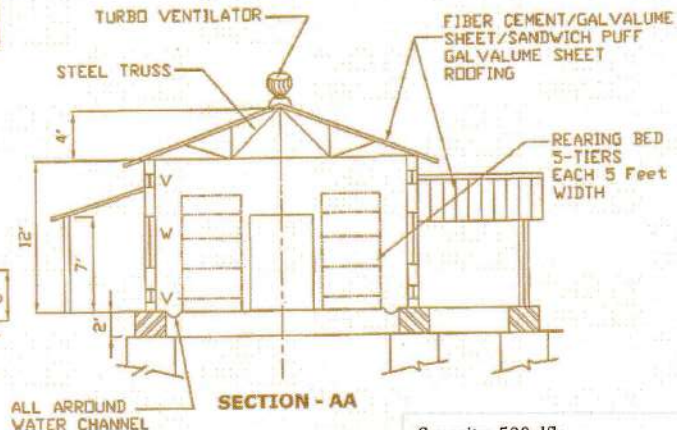 TURBO VENTILATOR
FIBER CEMENT/GALVALUME
SHEET/SANDWICH PUFF
GALVALUME SHEET
ROOFING
STEEL TRUSS
4'
REARING BED
5-TIERS
EACH 5 Feet
WIDTH
V
W
V
12'
7'
2'
ALL ARROUND
WATER CHANNEL
SECTION - AA